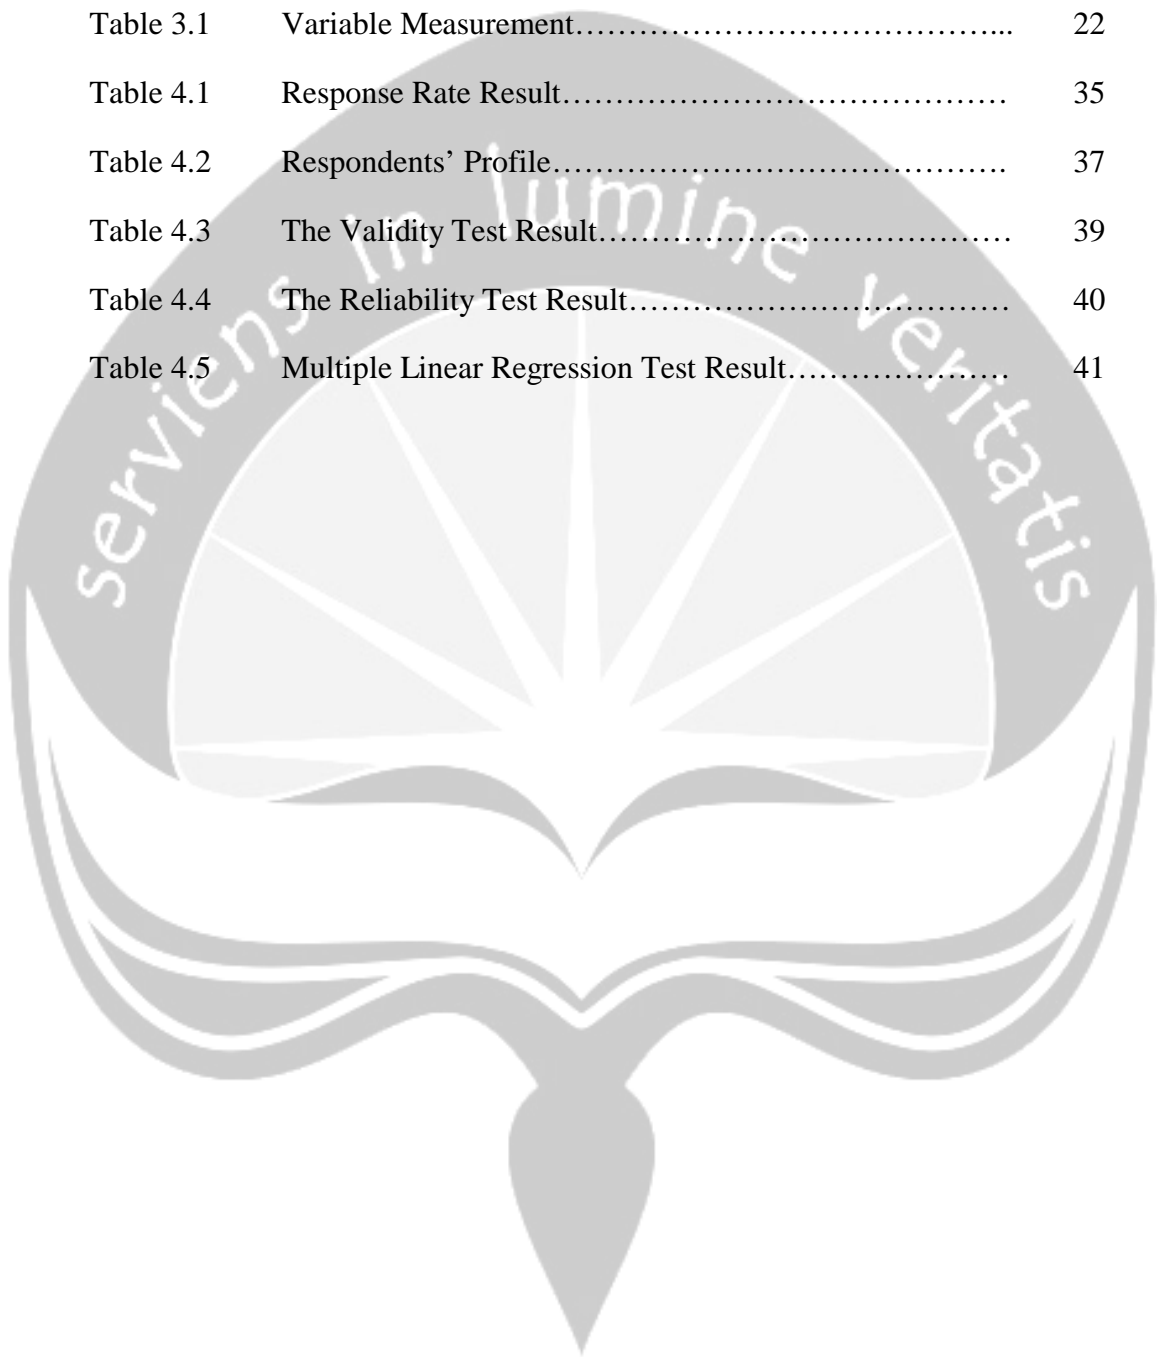 Table 3.1 Variable Measurement……………………………………... 22
Table 4.1 Response Rate Result…………………………………… 35
Table 4.2 Respondents’ Profile……………………………………. 37
Table 4.3 The Validity Test Result………………………………… 39
Table 4.4 The Reliability Test Result……………………………… 40
Table 4.5 Multiple Linear Regression Test Result………………… 41
serviens in lumine veritatis